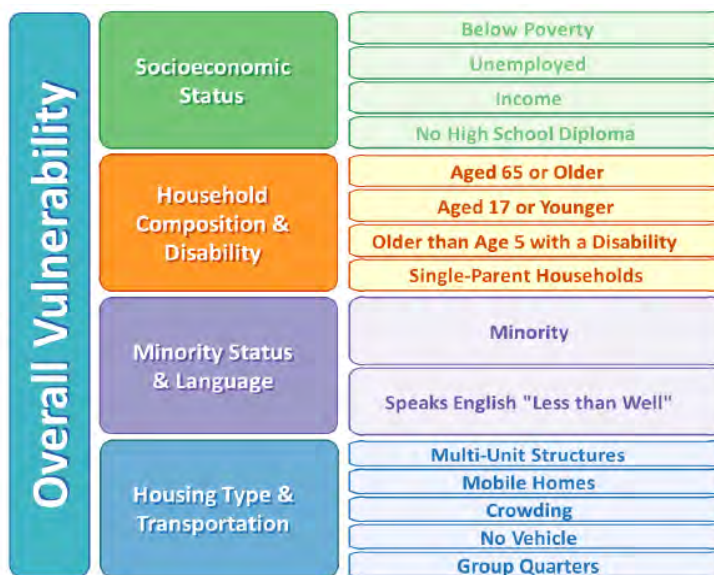 Overall Vulnerability
Socioeconomic
Status
Below Poverty
Unemployed
Income
No High School Diploma
Household
Composition &
Disability
Aged 65 or Older
Aged 17 or Younger
Older than Age 5 with a Disability
Single-Parent Households
Minority Status
& Language
Minority
Speaks English "Less than Well"
Housing Type &
Transportation
Multi-Unit Structures
Mobile Homes
Crowding
No Vehicle
Group Quarters